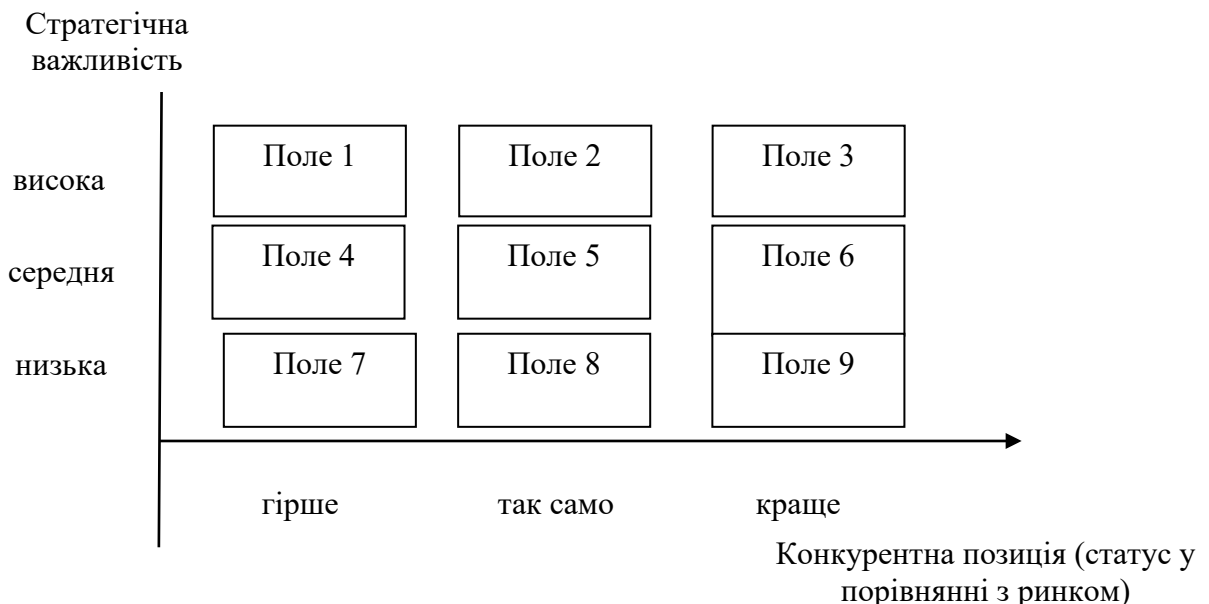 Стратегічна
важливість
висока
Поле 1
Поле 2
Поле 3
середня
Поле 4
Поле 5
Поле 6
низька
Поле 7
Поле 8
Поле 9
гірше
так само
краще
Конкурентна позиція (статус у
порівнянні з ринком)